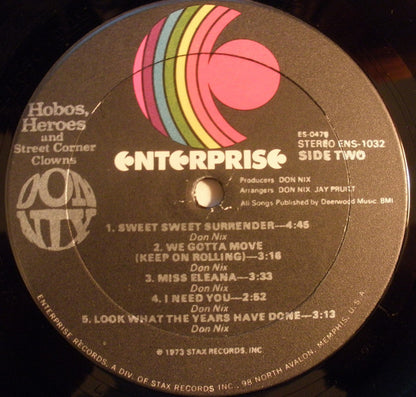 Hobos,
Heroes
and
Street Corner
Clowns
DON
NIX
ENTERPRISE
ES-0479
STEREO ENS-1032
SIDE TWO
Producers DON NIX
Arrangers DON NIX JAY PRUITT
All Songs Published by Deerwood Music BMI
1. SWEET SWEET SURRENDER—4:45
Don Nix
2. WE GOTTA MOVE
(KEEP ON ROLLING)—3:16
Don Nix
3. MISS ELEANA—3:33
Don Nix
4. I NEED YOU—2:52
Don Nix
5. LOOK WHAT THE YEARS HAVE DONE—3:13
Don Nix
℗ 1973 STAX RECORDS, INC
ENTERPRISE RECORDS, A DIV. OF STAX RECORDS INC., 98 NORTH AVALON, MEMPHIS, U.S.A.